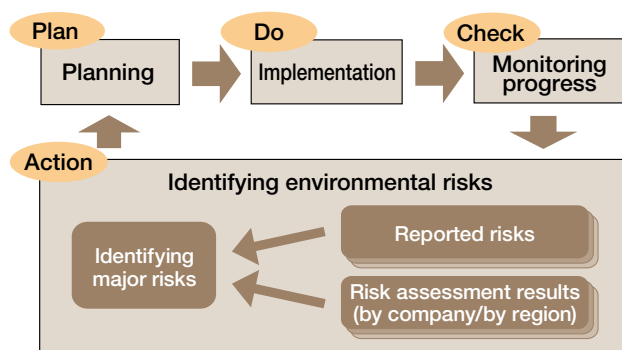 Plan
Planning
Do
Implementation
Check
Monitoring
progress
Action
Identifying environmental risks
Identifying
major risks
Reported risks
Risk assessment results
(by company/by region)